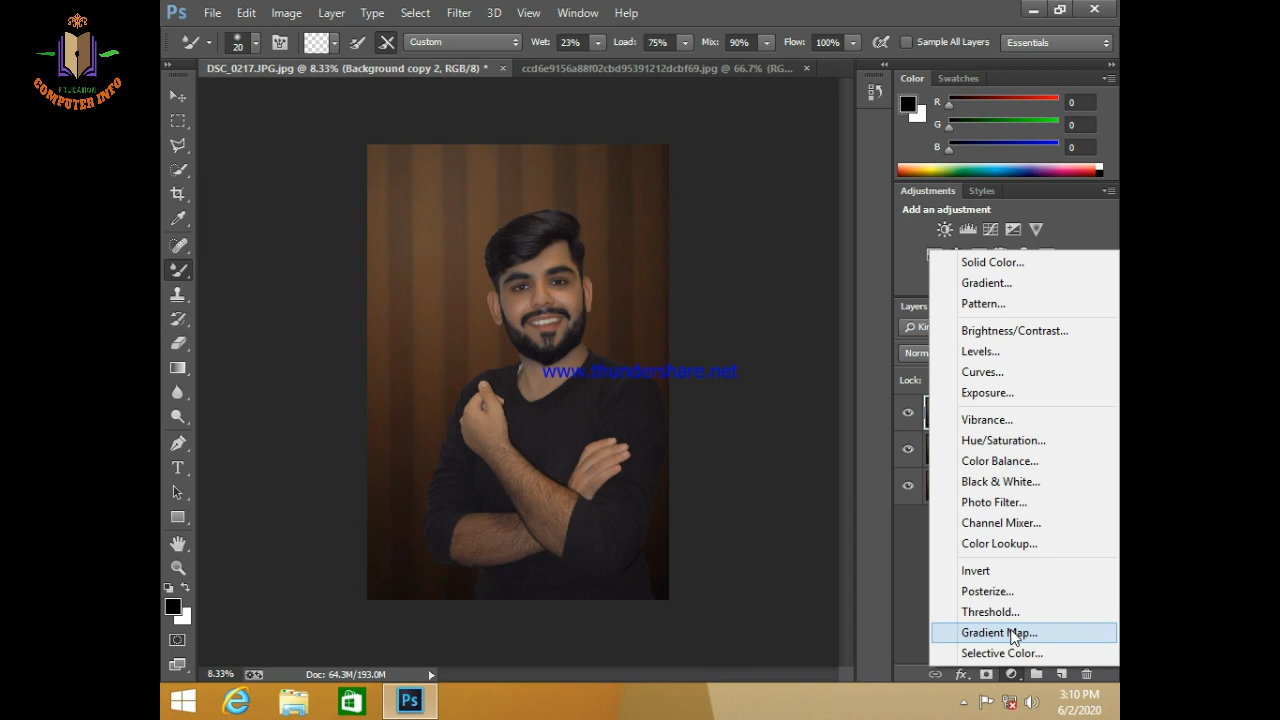 EDUCATION
COMPUTER INFO
Ps File Edit Image Layer Type Select Filter 3D View Window Help
20 Custom Wet: 23% Load: 75% Mix: 90% Flow: 100% Sample All Layers Essentials
DSC_0217.JPG.jpg @ 8.33% (Background copy 2, RGB/8) * × ccd6e9156a88f02cbd95391212dcbf69.jpg @ 66.7% (RG... ×
Color Swatches
R 0
G 0
B 0
Adjustments Styles
Add an adjustment
Layers
Norm
Lock:
Solid Color...
Gradient...
Pattern...
Brightness/Contrast...
Levels...
Curves...
Exposure...
Vibrance...
Hue/Saturation...
Color Balance...
Black & White...
Photo Filter...
Channel Mixer...
Color Lookup...
Invert
Posterize...
Threshold...
Gradient Map...
Selective Color...
www.thundershare.net
8.33% Doc: 64.3M/193.0M
fx
Ps
3:10 PM
6/2/2020